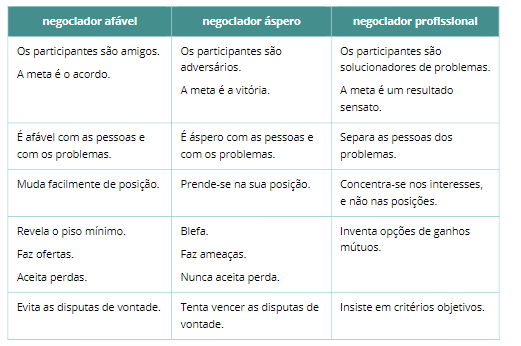 negociador afável
negociador áspero
negociador profissional
Os participantes são amigos.
A meta é o acordo.
Os participantes são
adversários.
A meta é a vitória.
Os participantes são
solucionadores de problemas.
A meta é um resultado
sensato.
É afável com as pessoas e
com os problemas.
É áspero com as pessoas e
com os problemas.
Separa as pessoas dos
problemas.
Muda facilmente de posição.
Prende-se na sua posição.
Concentra-se nos interesses,
e não nas posições.
Revela o piso mínimo.
Faz ofertas.
Aceita perdas.
Blefa.
Faz ameaças.
Nunca aceita perda.
Inventa opções de ganhos
mútuos.
Evita as disputas de vontade.
Tenta vencer as disputas de
vontade.
Insiste em critérios objetivos.